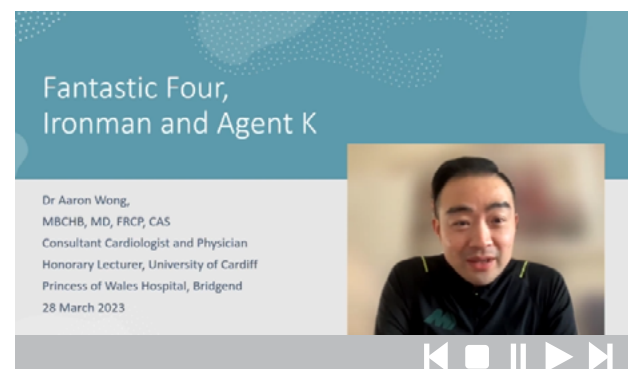 Fantastic Four,
Ironman and Agent K
Dr Aaron Wong,
MBCHB, MD, FRCP, CAS
Consultant Cardiologist and Physician
Honorary Lecturer, University of Cardiff
Princess of Wales Hospital, Bridgend
28 March 2023